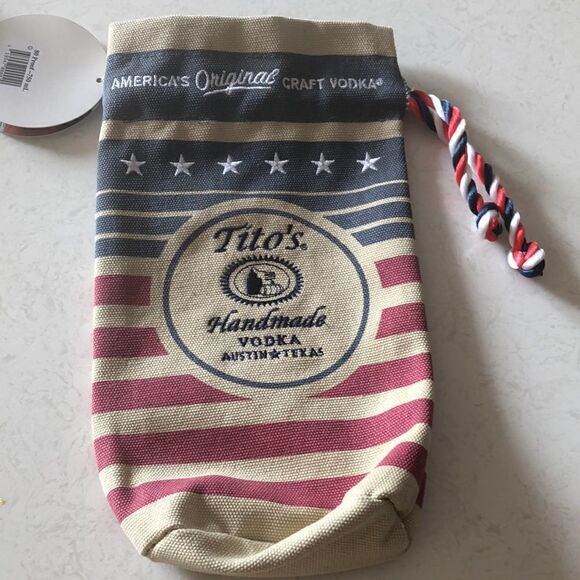 AMERICA'S Original CRAFT VODKA®
Tito's®
Handmade
VODKA
AUSTIN★TEXAS